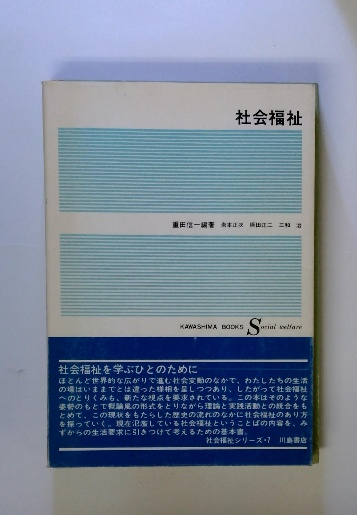 社会福祉
重田信一編著 奥本正次 原田正二 三和 治
KAWASHIMA BOOKS Social welfare
社会福祉を学ぶひとのために
ほとんど世界的な広がりで進む社会変動のなかで、わたしたちの生活
の場はいままでとは違った様相を呈しつつあり、したがって社会福祉
へのとりくみも、新たな視点を要求されている。この本はそのような
姿勢のもとで概論風の形式をとりながら理論と実践活動との統合をも
とめて、この現状をもたらした歴史の流れのなかに社会福祉のあり方
を探っていく。現在氾濫している社会福祉ということばの内容を、み
ずからの生活要求に引きつけて考えるための基本書。
社会福祉シリーズ・7 川島書店